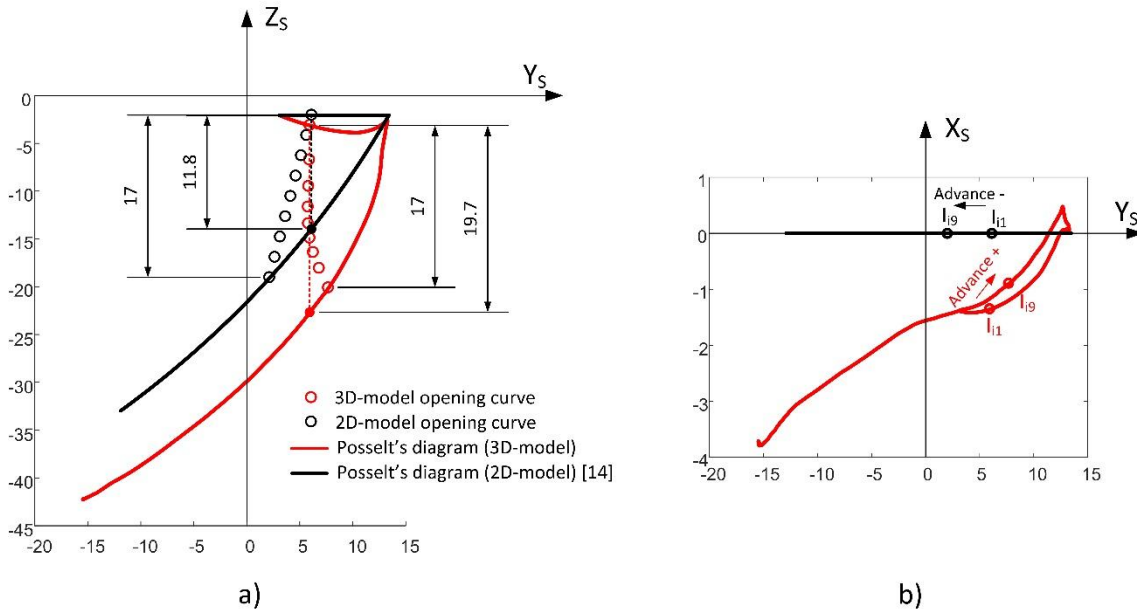 Z_S
Y_S
0
-5
-10
-15
-20
-25
-30
-35
-40
-45
-20
-15
-10
-5
0
5
10
15
17
11.8
17
19.7
3D-model opening curve
2D-model opening curve
Posselt’s diagram (3D-model)
Posselt’s diagram (2D-model) [14]
a)
X_S
Y_S
1
0
-1
-2
-3
-4
-20
-15
-10
-5
0
5
10
15
Advance -
I_i9
I_i1
Advance +
I_i9
I_i1
b)